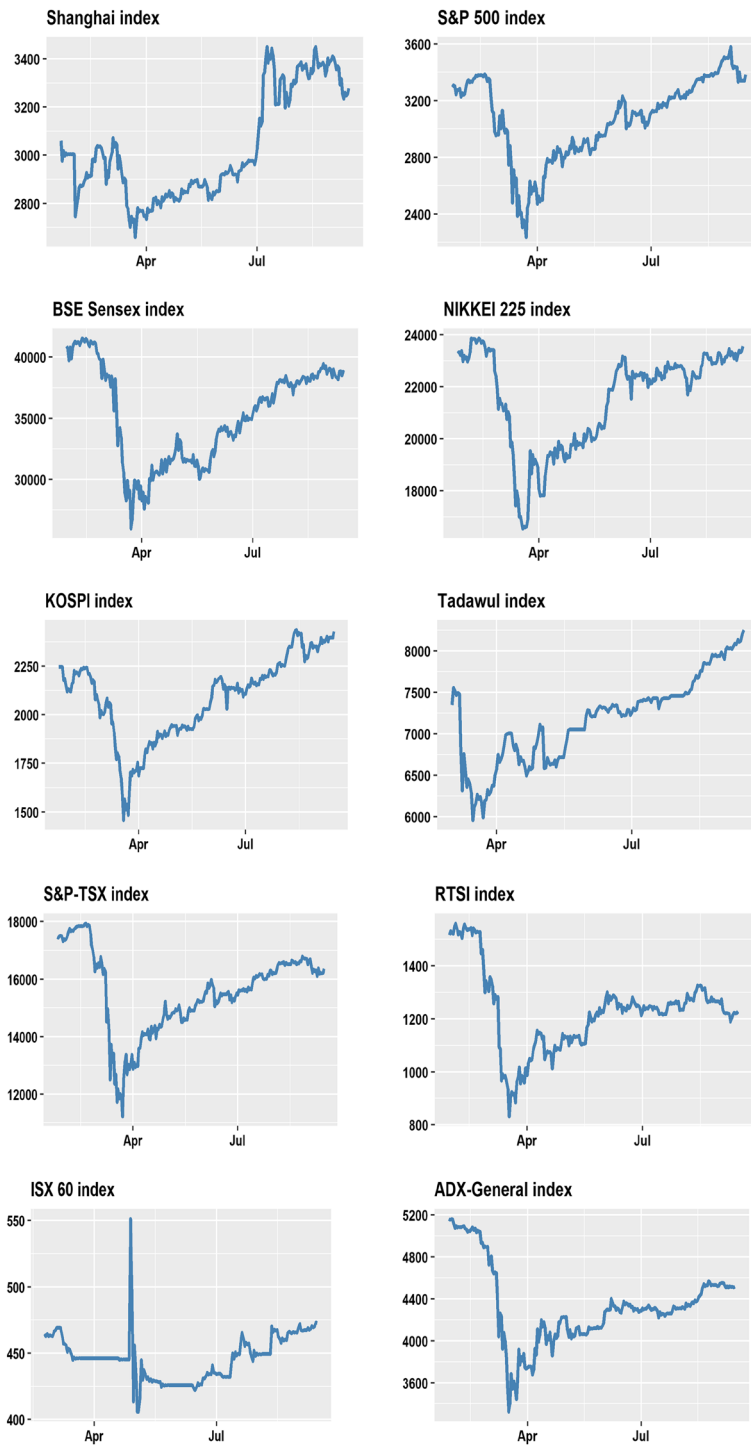 Shanghai index
3400
3200
3000
2800
Apr Jul
S&P 500 index
3600
3200
2800
2400
Apr Jul
BSE Sensex index
40000
35000
30000
Apr Jul
NIKKEI 225 index
24000
22000
20000
18000
Apr Jul
KOSPI index
2250
2000
1750
1500
Apr Jul
Tadawul index
8000
7500
7000
6500
6000
Apr Jul
S&P-TSX index
18000
16000
14000
12000
Apr Jul
RTSI index
1400
1200
1000
800
Apr Jul
ISX 60 index
550
500
450
400
Apr Jul
ADX-General index
5200
4800
4400
4000
3600
Apr Jul